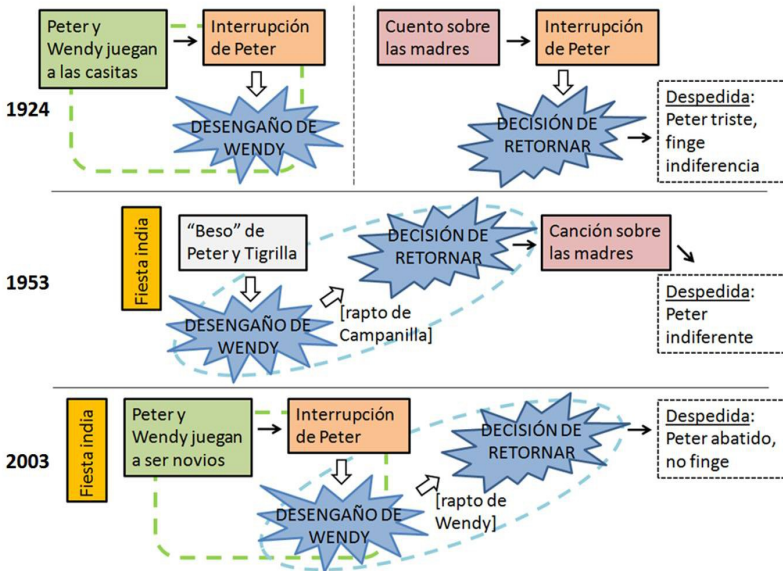 1924
Peter y
Wendy juegan
a las casitas
Interrupción
de Peter
DESENGAÑO DE
WENDY
Cuento sobre
las madres
Interrupción
de Peter
DECISIÓN DE
RETORNAR
Despedida:
Peter triste,
finge
indiferencia
1953
Fiesta india
“Beso” de
Peter y Tigrilla
DESENGAÑO DE
WENDY
[rapto de
Campanilla]
DECISIÓN DE
RETORNAR
Canción sobre
las madres
Despedida:
Peter
indiferente
2003
Fiesta india
Peter y
Wendy juegan
a ser novios
Interrupción
de Peter
DESENGAÑO DE
WENDY
[rapto de
Wendy]
DECISIÓN DE
RETORNAR
Despedida:
Peter abatido,
no finge